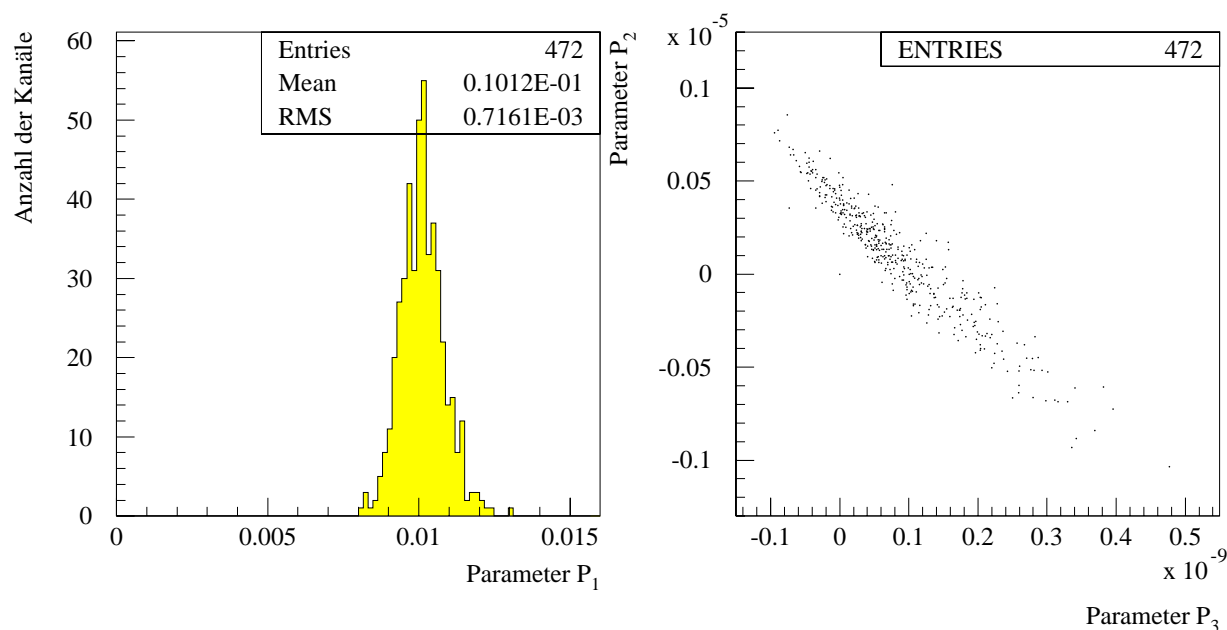 Anzahl der Kanäle
60
50
40
30
20
10
0
Entries 472
Mean 0.1012E-01
RMS 0.7161E-03
0 0.005 0.01 0.015
Parameter P1
Parameter P2
x 10-5
0.1
0.05
0
-0.05
-0.1
ENTRIES 472
-0.1 0 0.1 0.2 0.3 0.4 0.5
x 10-9
Parameter P3